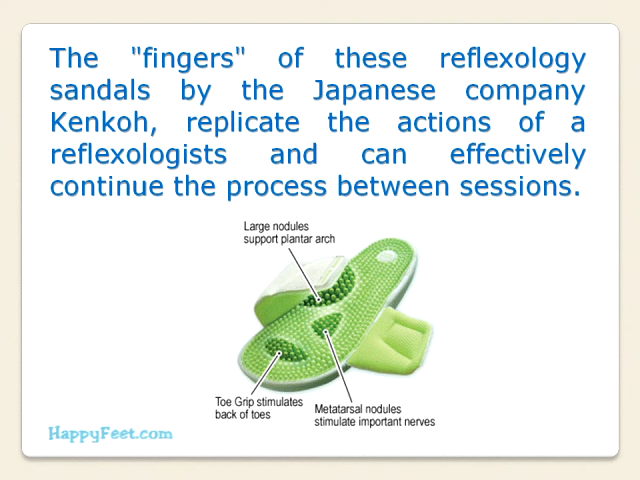 The "fingers" of these reflexology
sandals by the Japanese company
Kenkoh, replicate the actions of a
reflexologists and can effectively
continue the process between sessions.
Large nodules
support plantar arch
Toe Grip stimulates
back of toes
Metatarsal nodules
stimulate important nerves
HappyFeet.com